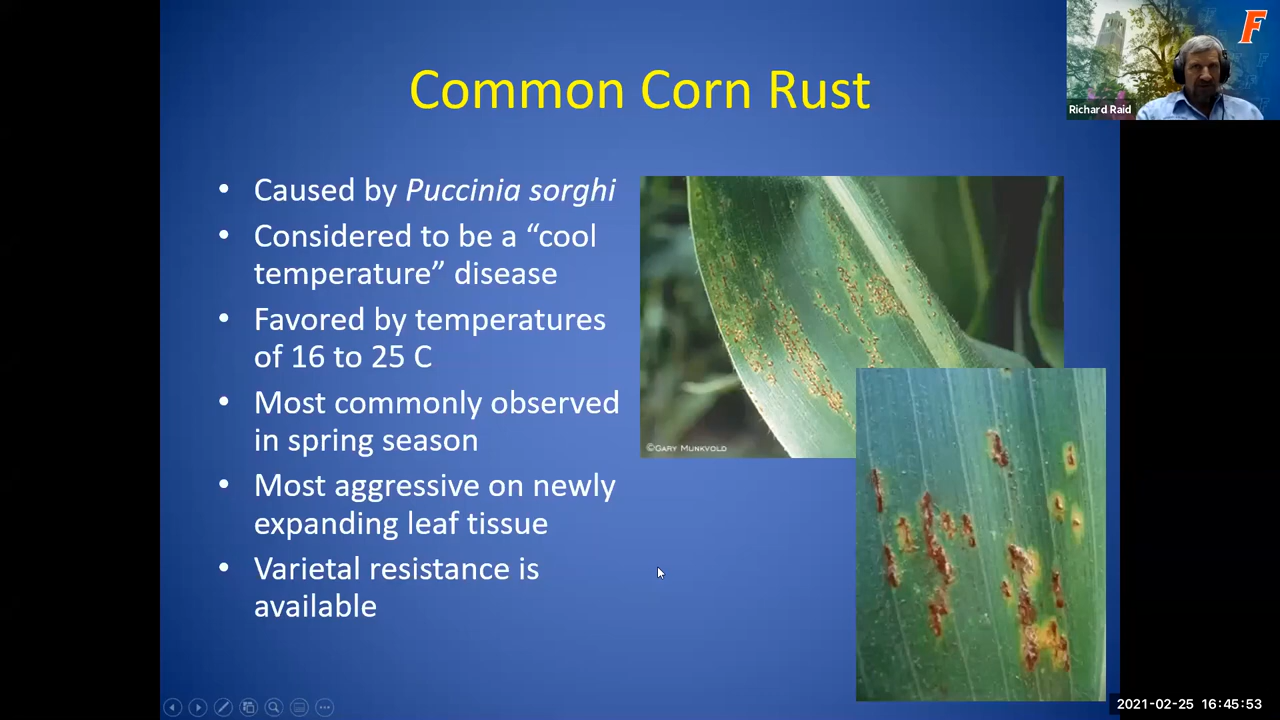 Common Corn Rust
F
Richard Raid
• Caused by Puccinia sorghi
• Considered to be a “cool
temperature” disease
• Favored by temperatures
of 16 to 25 C
• Most commonly observed
in spring season
• Most aggressive on newly
expanding leaf tissue
• Varietal resistance is
available
©Gary Munkvold
2021-02-25 16:45:53